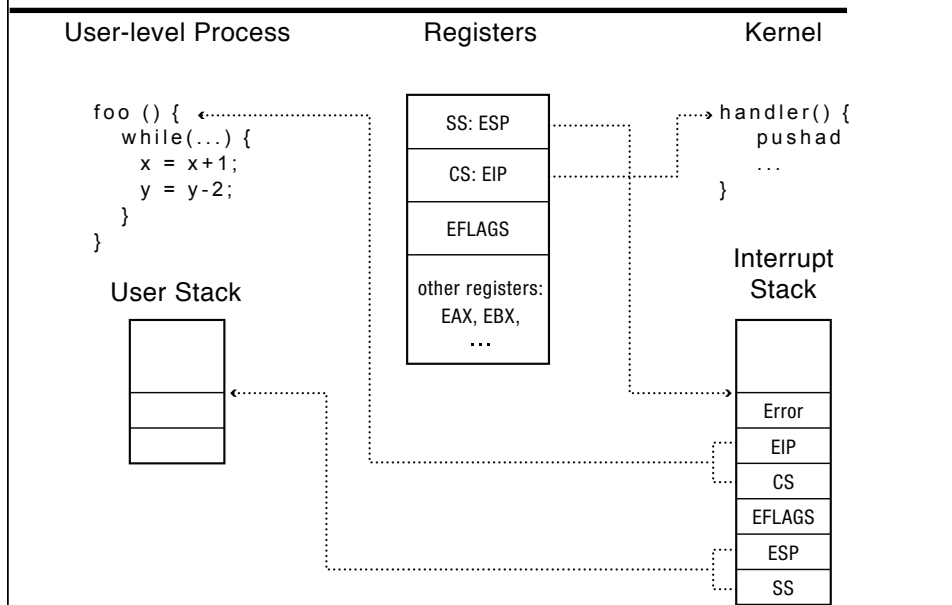 User-level Process
Registers
Kernel
foo () {
while(...) {
x = x+1;
y = y-2;
}
}
User Stack
SS: ESP
CS: EIP
EFLAGS
other registers:
EAX, EBX,
...
handler() {
pushad
...
}
Interrupt
Stack
Error
EIP
CS
EFLAGS
ESP
SS